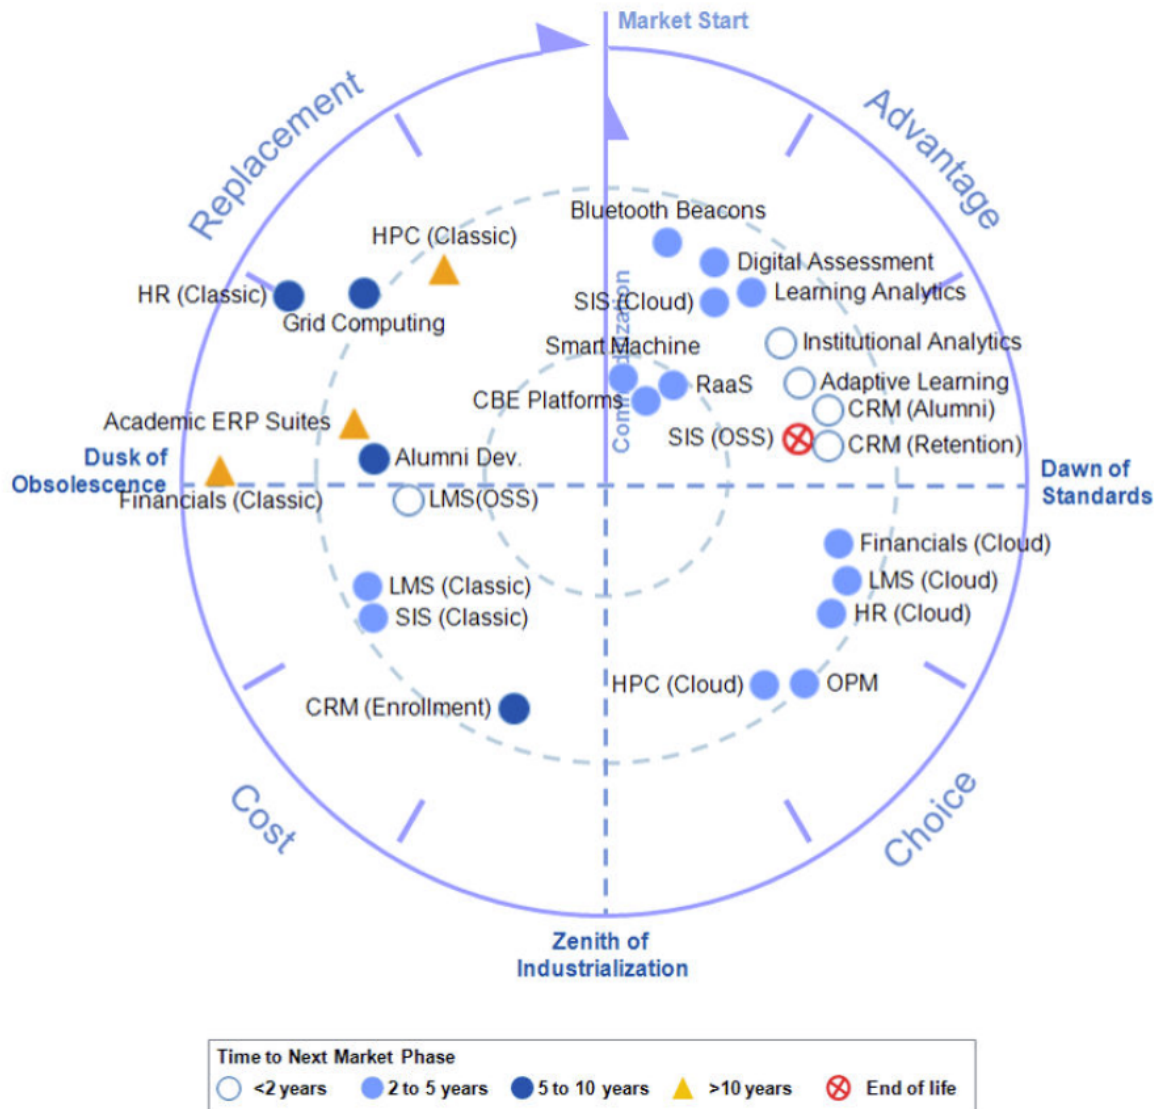 Market Start
Replacement
Advantage
Bluetooth Beacons
HPC (Classic)
Digital Assessment
HR (Classic)
SIS (Cloud)
Learning Analytics
Grid Computing
Institutional Analytics
Smart Machine
Adaptive Learning
RaaS
CBE Platforms
CRM (Alumni)
Academic ERP Suites
SIS (OSS)
CRM (Retention)
Dusk of
Obsolescence
Alumni Dev.
Dawn of
Standards
Financials (Classic)
LMS(OSS)
Financials (Cloud)
LMS (Classic)
LMS (Cloud)
SIS (Classic)
HR (Cloud)
HPC (Cloud)
OPM
CRM (Enrollment)
Cost
Choice
Zenith of
Industrialization
Time to Next Market Phase
<2 years
2 to 5 years
5 to 10 years
>10 years
End of life